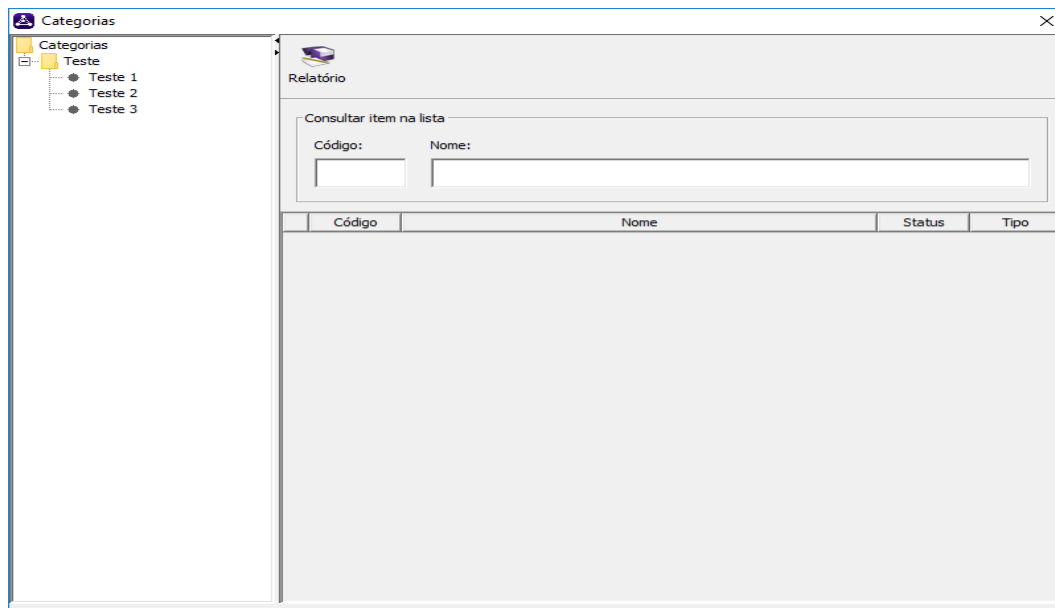 Categorias
Categorias
Teste
Teste 1
Teste 2
Teste 3
Relatório
Consultar item na lista
Código: Nome:
Código Nome Status Tipo